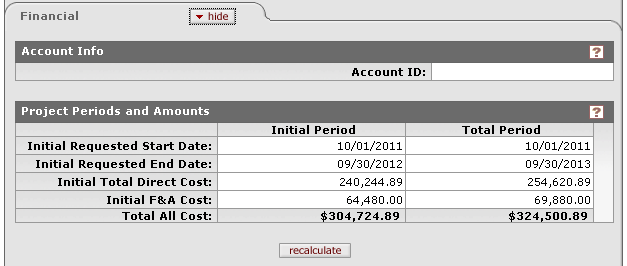 Financial
hide
Account Info ?
Account ID:
Project Periods and Amounts ?
Initial Period Total Period
Initial Requested Start Date: 10/01/2011 10/01/2011
Initial Requested End Date: 09/30/2012 09/30/2013
Initial Total Direct Cost: 240,244.89 254,620.89
Initial F&A Cost: 64,480.00 69,880.00
Total All Cost: $304,724.89 $324,500.89
recalculate